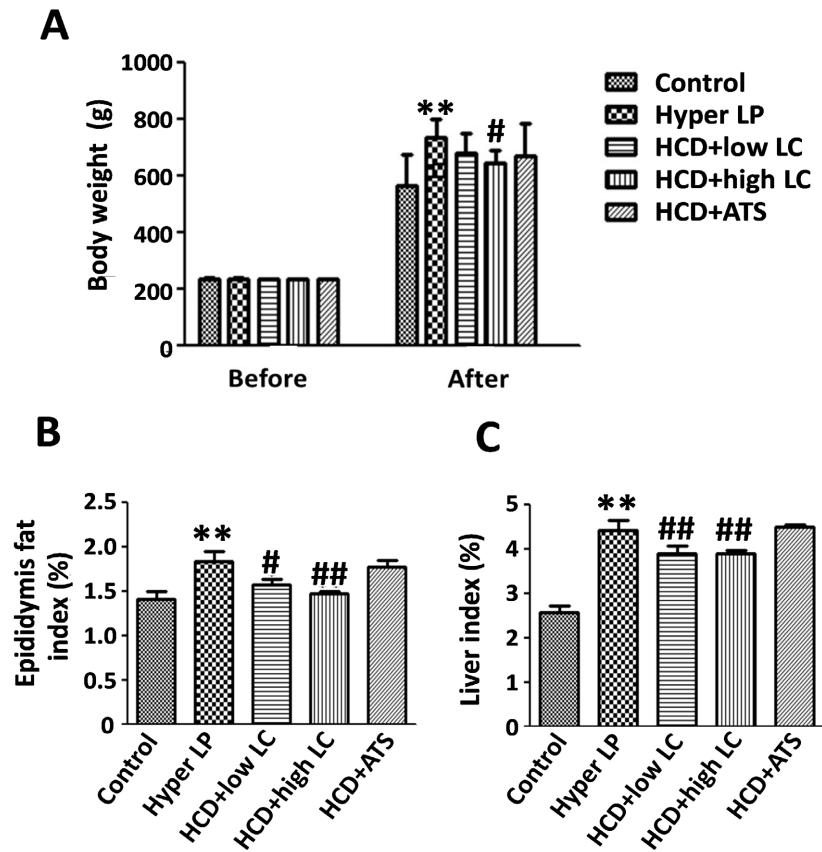 A
1000
800
600
400
200
0
Body weight (g)
**
#
Before
After
Control
Hyper LP
HCD+low LC
HCD+high LC
HCD+ATS
B
2.5
2.0
1.5
1.0
0.5
0
Epididymis fat
index (%)
**
#
##
Control
Hyper LP
HCD+low LC
HCD+high LC
HCD+ATS
C
5
4
3
2
1
0
Liver index (%)
**
##
##
Control
Hyper LP
HCD+low LC
HCD+high LC
HCD+ATS